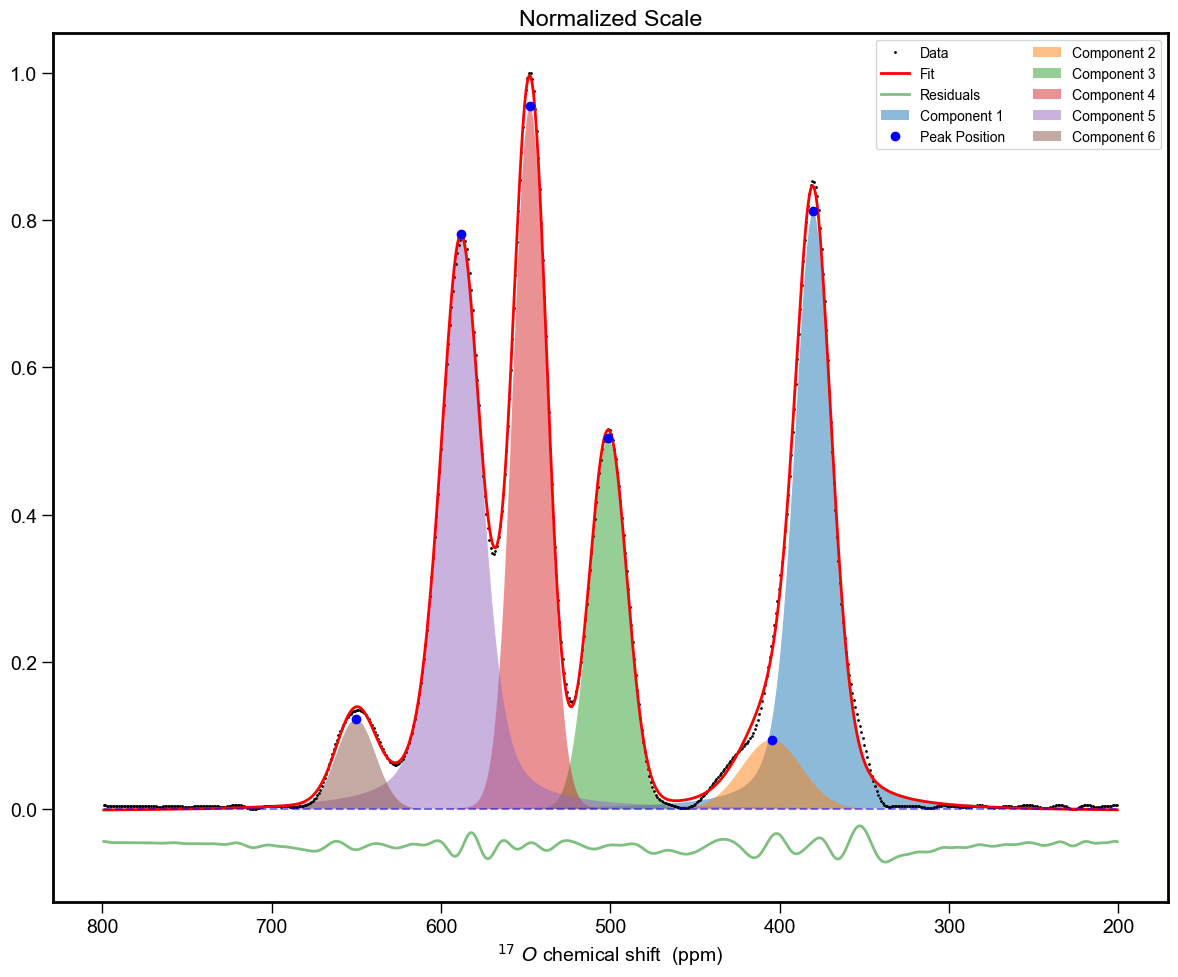 Normalized Scale
Data
Fit
Residuals
Component 1
Peak Position
Component 2
Component 3
Component 4
Component 5
Component 6
1.0
0.8
0.6
0.4
0.2
0.0
800 700 600 500 400 300 200
17 O chemical shift (ppm)